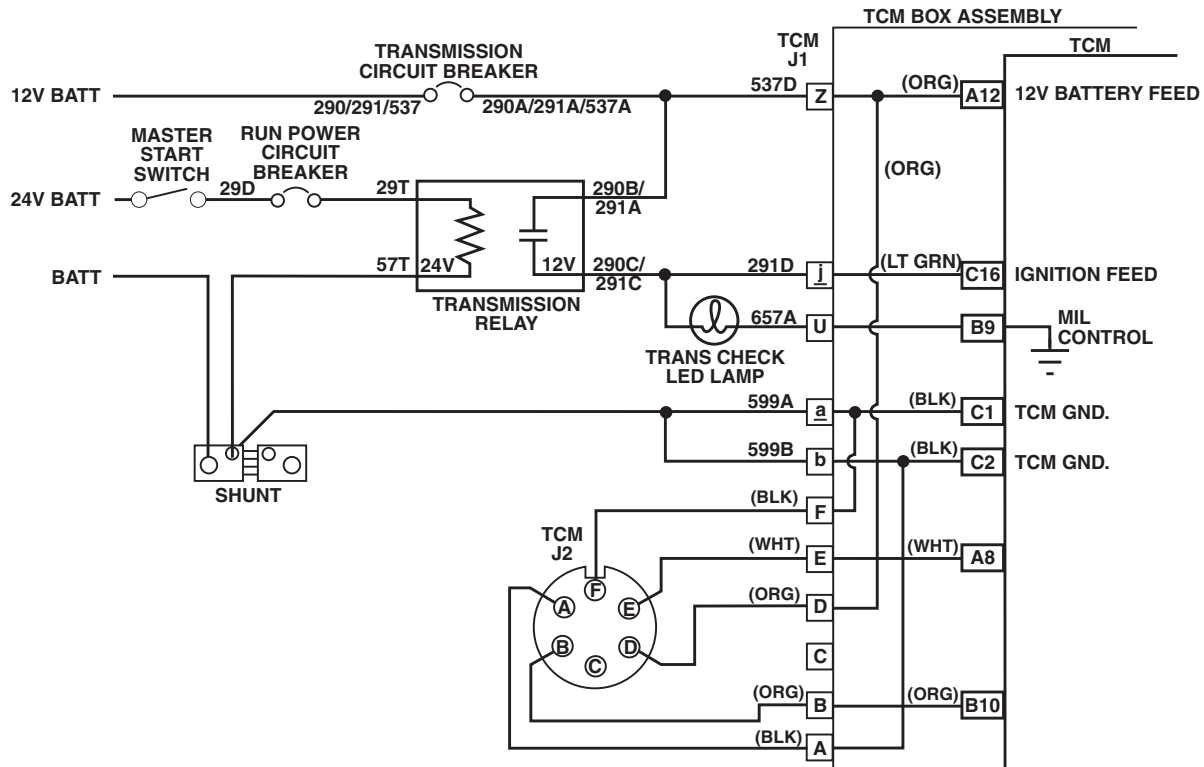 TCM BOX ASSEMBLY
TCM
TCM
J1
TRANSMISSION
CIRCUIT BREAKER
12V BATT
290/291/537
290A/291A/537A
537D
Z
(ORG)
A12
12V BATTERY FEED
MASTER
START
SWITCH
RUN POWER
CIRCUIT
BREAKER
(ORG)
24V BATT
29D
29T
290B/
291A
BATT
57T
24V
12V
290C/
291C
291D
j
(LT GRN)
C16
IGNITION FEED
TRANSMISSION
RELAY
657A
U
B9
MIL
CONTROL
TRANS CHECK
LED LAMP
599A
a
(BLK)
C1
TCM GND.
599B
b
(BLK)
C2
TCM GND.
SHUNT
(BLK)
F
TCM
J2
(WHT)
E
(WHT)
A8
F
A
E
(ORG)
D
B
D
C
C
(ORG)
B
(ORG)
B10
(BLK)
A